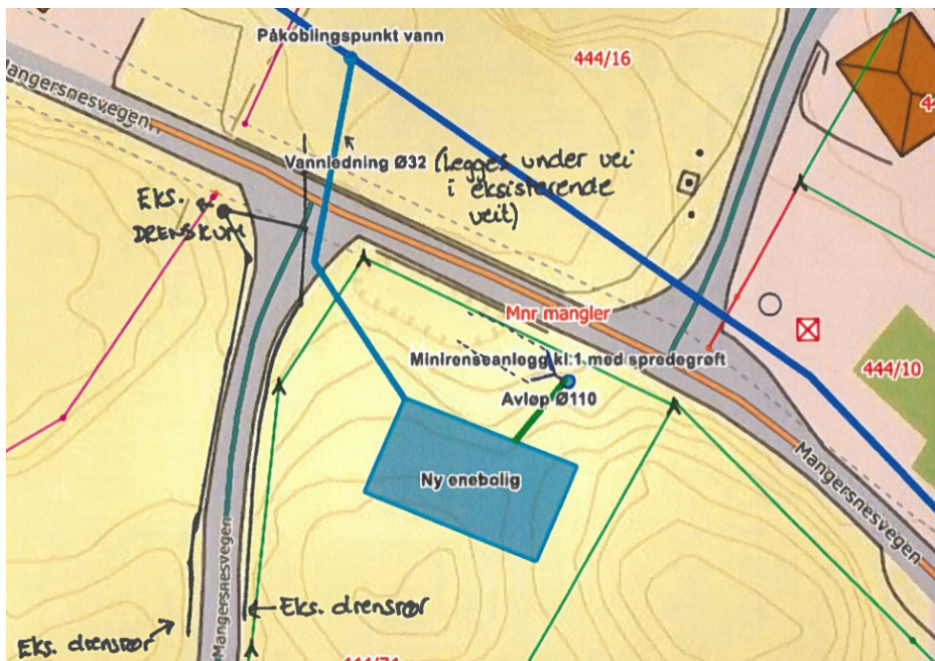 Påkoblingspunkt vann
444/16
Mangersnesvegen
Vannledning Ø32
(Legges under vei
i eksisterende
veit)
EKS.
DRENSKUM
Mnr mangler
Minirenseanlegg kl:1 med spredegrøft
444/10
Avløp Ø110
Ny enebolig
Mangersnesvegen
Mangersnesvegen
Eks. drensrør
Eks. drensrør